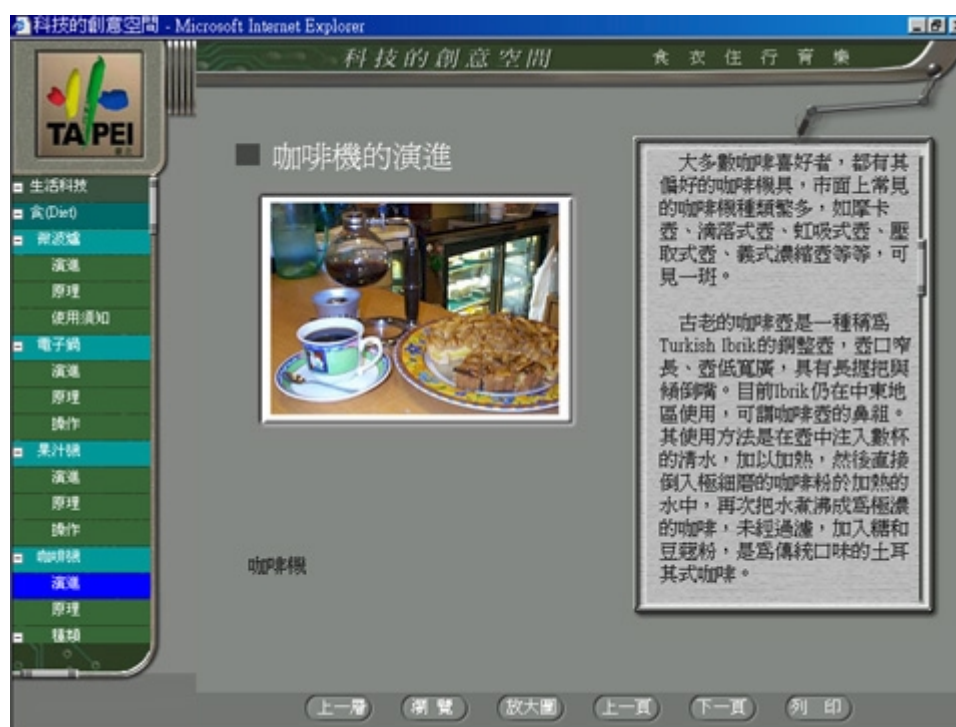 科技的創意空間 - Microsoft Internet Explorer
科技的創意空間
食 衣 住 行 育 樂
TAIPEI
臺北
生活科技
食(Diet)
微波爐
演進
原理
使用須知
電子鍋
演進
原理
操作
果汁機
演進
原理
操作
咖啡機
演進
原理
種類
■ 咖啡機的演進
咖啡機
大多數咖啡喜好者,都有其
偏好的咖啡機具,市面上常見
的咖啡機種類繁多,如摩卡
壺、滴落式壺、虹吸式壺、壓
取式壺、義式濃縮壺等等,可
見一斑。
古老的咖啡壺是一種稱為
Turkish Ibrik的銅整壺,壺口窄
長、壺低寬廣,具有長握把與
傾倒嘴。目前Ibrik仍在中東地
區使用,可謂咖啡壺的鼻祖。
其使用方法是在壺中注入數杯
的清水,加以加熱,然後直接
倒入極細磨的咖啡粉於加熱的
水中,再次把水煮沸成為極濃
的咖啡,未經過濾,加入糖和
豆蔻粉,是為傳統口味的土耳
其式咖啡。
上一層
瀏 覽
放大圖
上一頁
下一頁
列 印